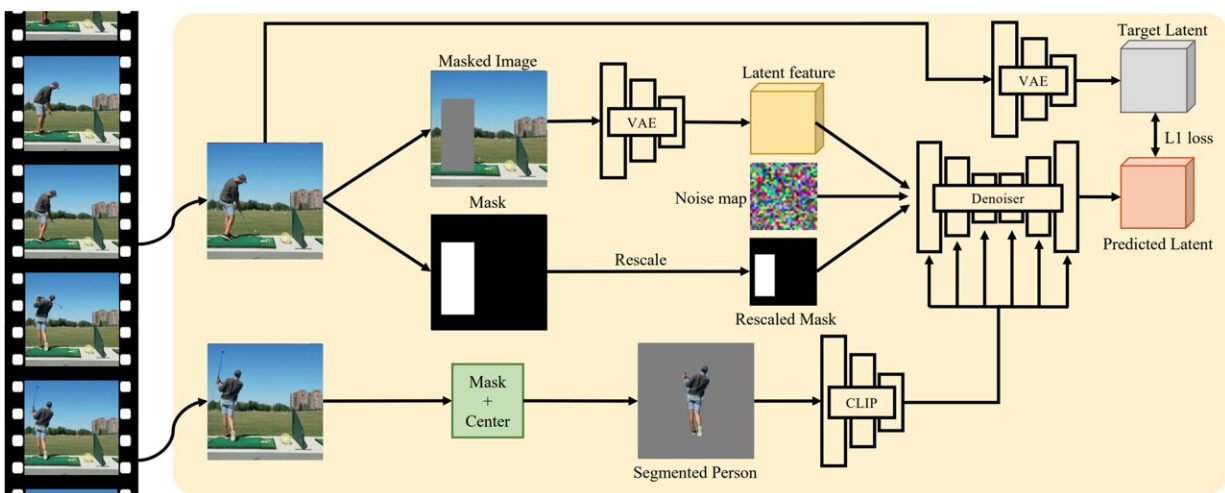 Target Latent
Masked Image
Latent feature
VAE
VAE
L1 loss
Mask
Noise map
Denoiser
Predicted Latent
Rescale
Rescaled Mask
Mask
+
Center
CLIP
Segmented Person